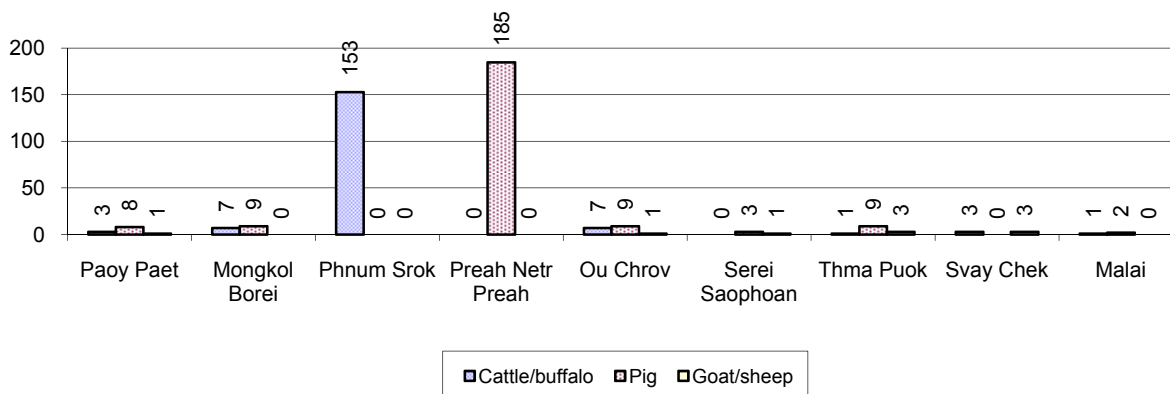 200
150
100
50
0
3 8 1 7 9 0 153 0 0 0 185 0 7 9 1 0 3 1 1 9 3 3 0 3 1 2 0
Paoy Paet Mongkol Borei Phnum Srok Preah Netr Preah Ou Chrov Serei Saophoan Thma Puok Svay Chek Malai
Cattle/buffalo Pig Goat/sheep